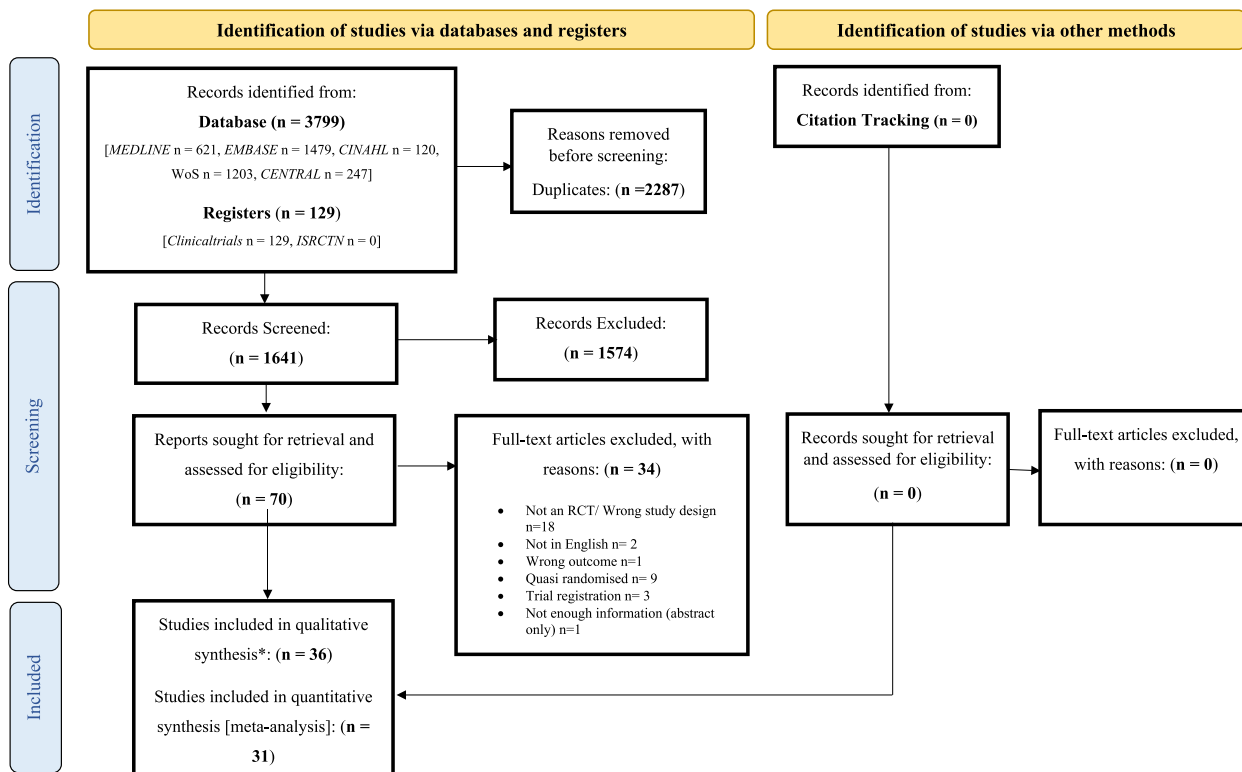 Identification of studies via databases and registers
Identification of studies via other methods
Identification
Records identified from:
Database (n = 3799)
[MEDLINE n = 621, EMBASE n = 1479, CINAHL n = 120,
WoS n = 1203, CENTRAL n = 247]
Registers (n = 129)
[Clinicaltrials n = 129, ISRCTN n = 0]
Reasons removed
before screening:
Duplicates: (n =2287)
Records identified from:
Citation Tracking (n = 0)
Screening
Records Screened:
(n = 1641)
Records Excluded:
(n = 1574)
Reports sought for retrieval and
assessed for eligibility:
(n = 70)
Full-text articles excluded, with
reasons: (n = 34)
• Not an RCT/ Wrong study design
n=18
• Not in English n= 2
• Wrong outcome n=1
• Quasi randomised n= 9
• Trial registration n= 3
• Not enough information (abstract
only) n=1
Records sought for retrieval
and assessed for eligibility:
(n = 0)
Full-text articles excluded,
with reasons: (n = 0)
Included
Studies included in qualitative
synthesis*: (n = 36)
Studies included in quantitative
synthesis [meta-analysis]: (n =
31)